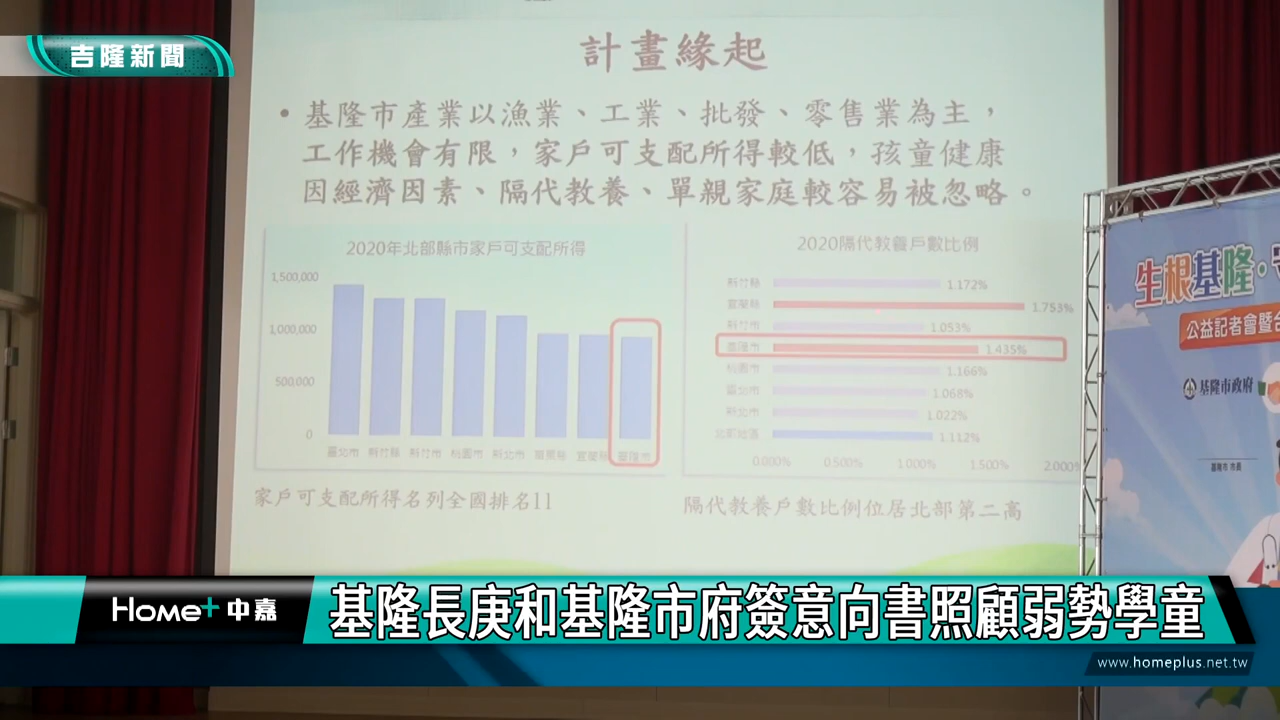 吉隆新聞
計畫緣起
• 基隆市產業以漁業、工業、批發、零售業為主，
工作機會有限，家戶可支配所得較低，孩童健康
因經濟因素、隔代教養、單親家庭較容易被忽略。
2020年北部縣市家戶可支配所得
1,500,000
1,000,000
500,000
0
臺北市 新竹縣 新竹市 桃園市 新北市 宜蘭縣 基隆市
家戶可支配所得名列全國排名11
2020隔代教養戶數比例
新竹縣 1.172%
宜蘭縣 1.753%
新竹市 1.053%
基隆市 1.435%
桃園市 1.166%
臺北市 1.068%
新北市 1.022%
北部地區 1.112%
0.000% 0.500% 1.000% 1.500% 2.000%
隔代教養戶數比例位居北部第二高
生根基隆・
公益記者會暨
基隆市政府
基隆市 市長
Home+ 中嘉
基隆長庚和基隆市府簽意向書照顧弱勢學童
www.homeplus.net.tw